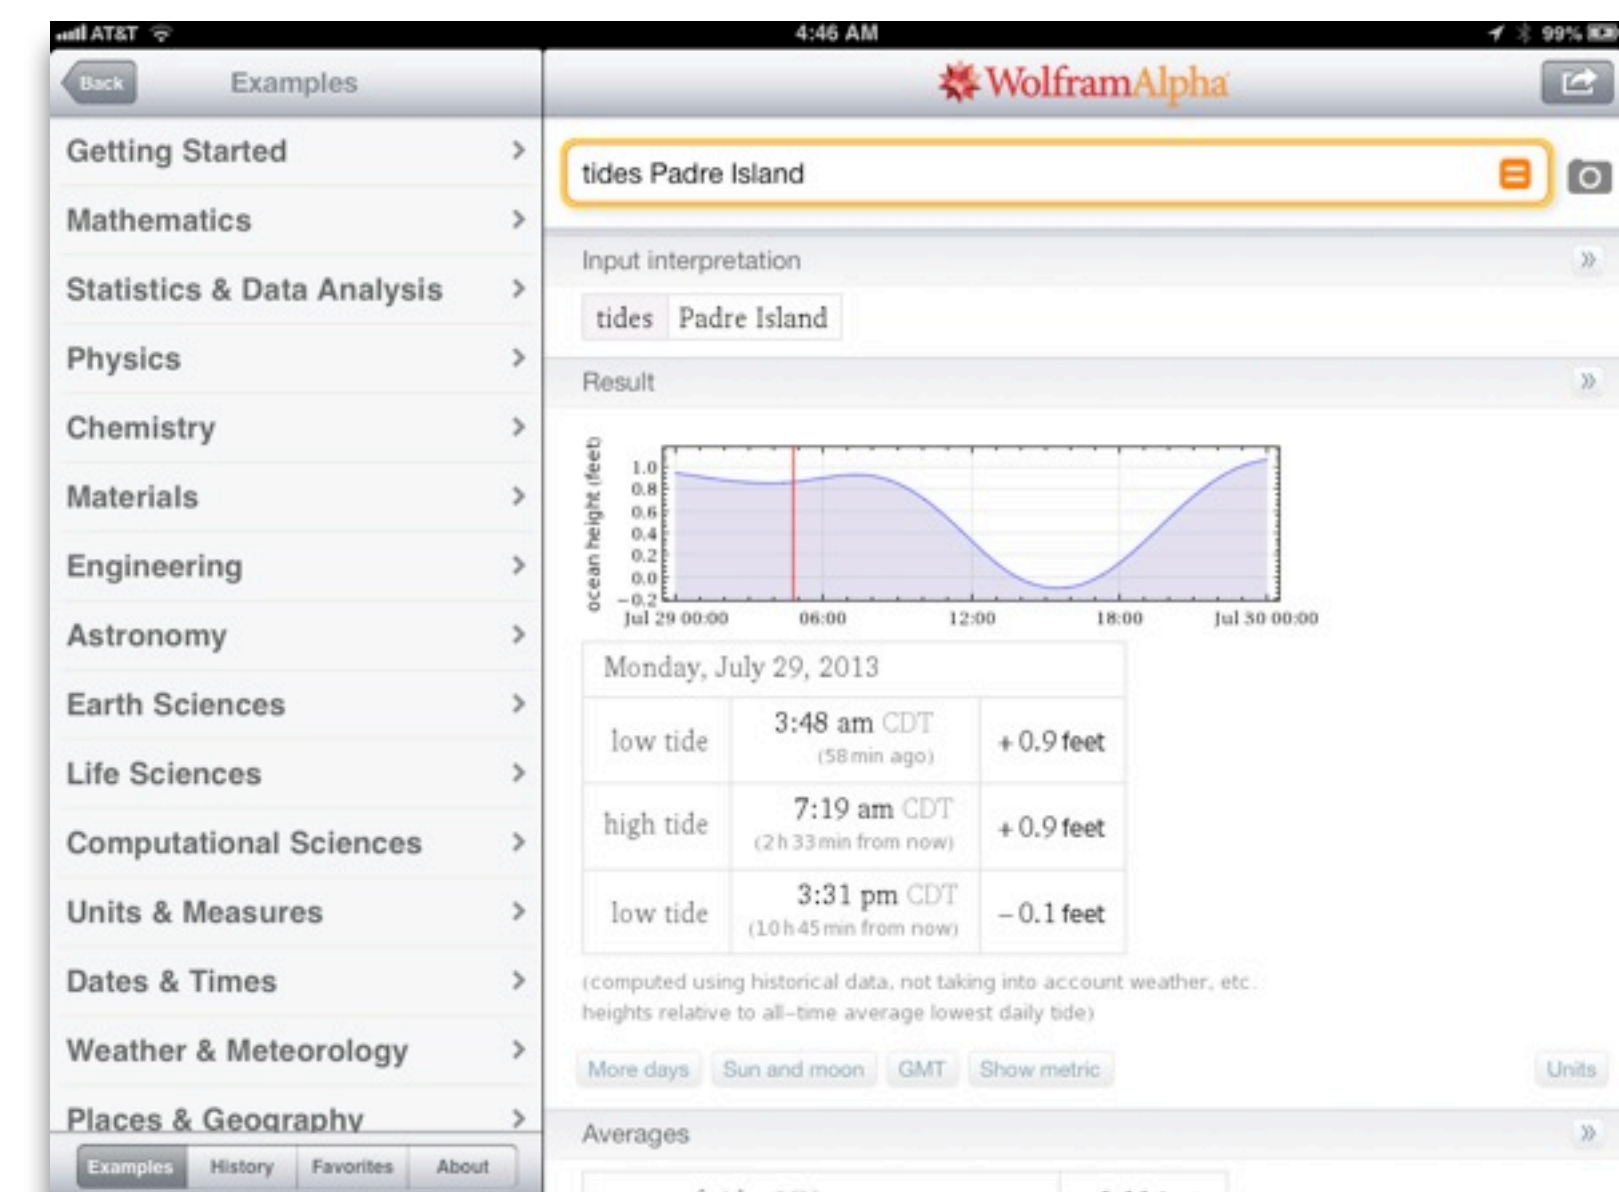 AT&T
4:46 AM
99%
Back
Examples
WolframAlpha
Getting Started
Mathematics
Statistics & Data Analysis
Physics
Chemistry
Materials
Engineering
Astronomy
Earth Sciences
Life Sciences
Computational Sciences
Units & Measures
Dates & Times
Weather & Meteorology
Places & Geography
Examples History Favorites About
tides Padre Island
Input interpretation
tides Padre Island
Result
ocean height (feet)
1.0
0.8
0.6
0.4
0.2
0.0
−0.2
Jul 29 00:00 06:00 12:00 18:00 Jul 30 00:00
Monday, July 29, 2013
low tide 3:48 am CDT + 0.9 feet
(58 min ago)
high tide 7:19 am CDT + 0.9 feet
(2 h 33 min from now)
low tide 3:31 pm CDT − 0.1 feet
(10 h 45 min from now)
(computed using historical data, not taking into account weather, etc.
heights relative to all−time average lowest daily tide)
More days Sun and moon GMT Show metric Units
Averages